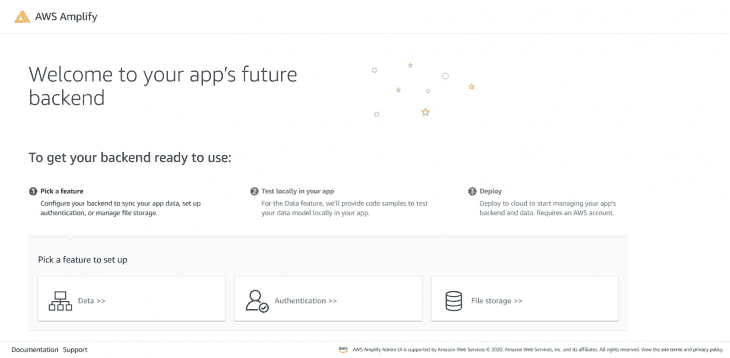 AWS Amplify
Welcome to your app's future
backend
To get your backend ready to use:
1 Pick a feature
Configure your backend to sync your app data, set up
authentication, or manage file storage.
2 Test locally in your app
For the Data feature, we'll provide code samples to test
your data model locally in your app.
3 Deploy
Deploy to cloud to start managing your app's
backend and data. Requires an AWS account.
Pick a feature to set up
Data >>
Authentication >>
File storage >>
Documentation Support
aws AWS Amplify Admin UI is supported by Amazon Web Services © 2020, Amazon Web Services, Inc. and its affiliates. All rights reserved. View the site terms and privacy policy.